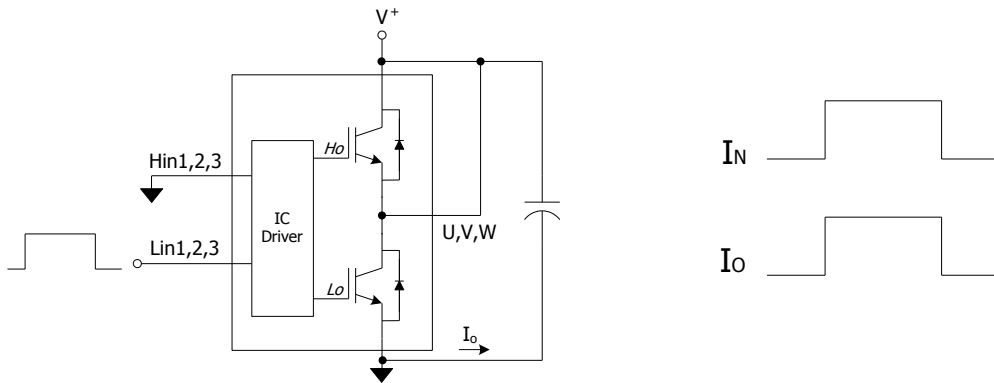 V+
Ho
Hin1,2,3
IC
Driver
U,V,W
Lin1,2,3
Lo
Io
IN
IO